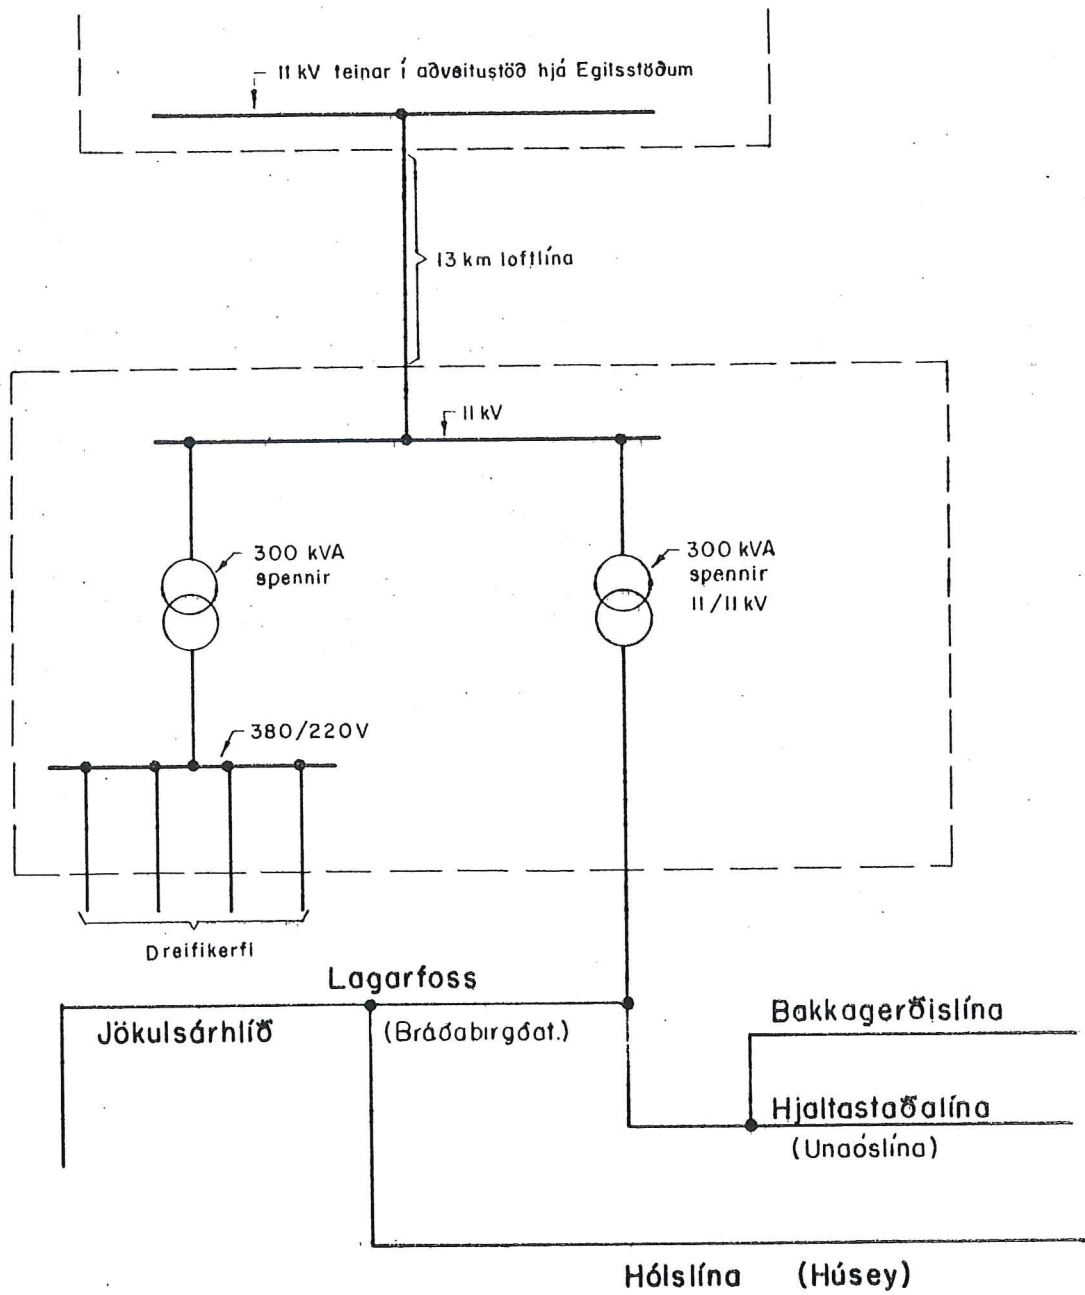 11 kV teinar í aðveitustöð hjá Egilsstöðum
13 km loftlína
11 kV
300 kVA
spennir
300 kVA
spennir
11/11 kV
380/220V
Dreifikerfi
Lagarfoss
Jökulsárhlíð
(Bráðabirgðat.)
Bakkagerðislína
Hjaltastaðalína
(Unaóslína)
Hólslína (Húsey)